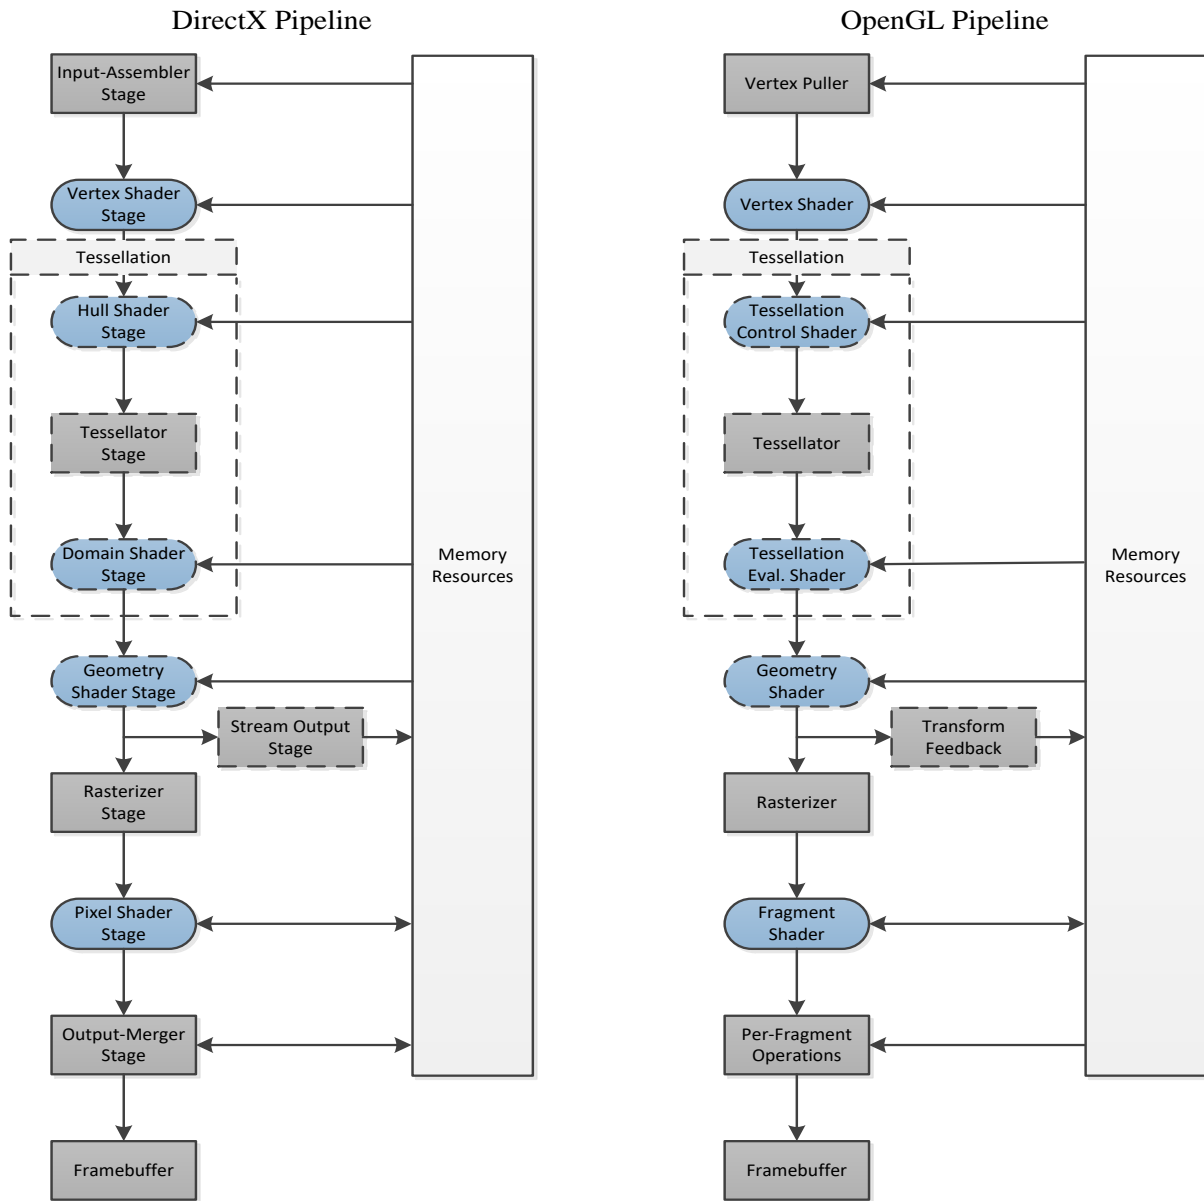 DirectX Pipeline
Input-Assembler
Stage
Vertex Shader
Stage
Tessellation
Hull Shader
Stage
Tessellator
Stage
Domain Shader
Stage
Memory
Resources
Geometry
Shader Stage
Stream Output
Stage
Rasterizer
Stage
Pixel Shader
Stage
Output-Merger
Stage
Framebuffer
OpenGL Pipeline
Vertex Puller
Vertex Shader
Tessellation
Tessellation
Control Shader
Tessellator
Tessellation
Eval. Shader
Memory
Resources
Geometry
Shader
Transform
Feedback
Rasterizer
Fragment
Shader
Per-Fragment
Operations
Framebuffer